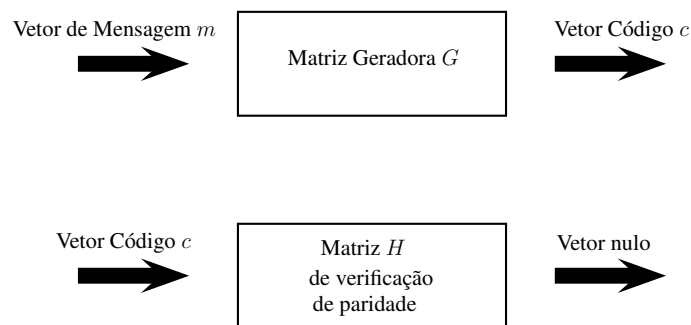 Vetor de Mensagem m
Matriz Geradora G
Vetor Código c
Vetor Código c
Matriz H
de verificação
de paridade
Vetor nulo